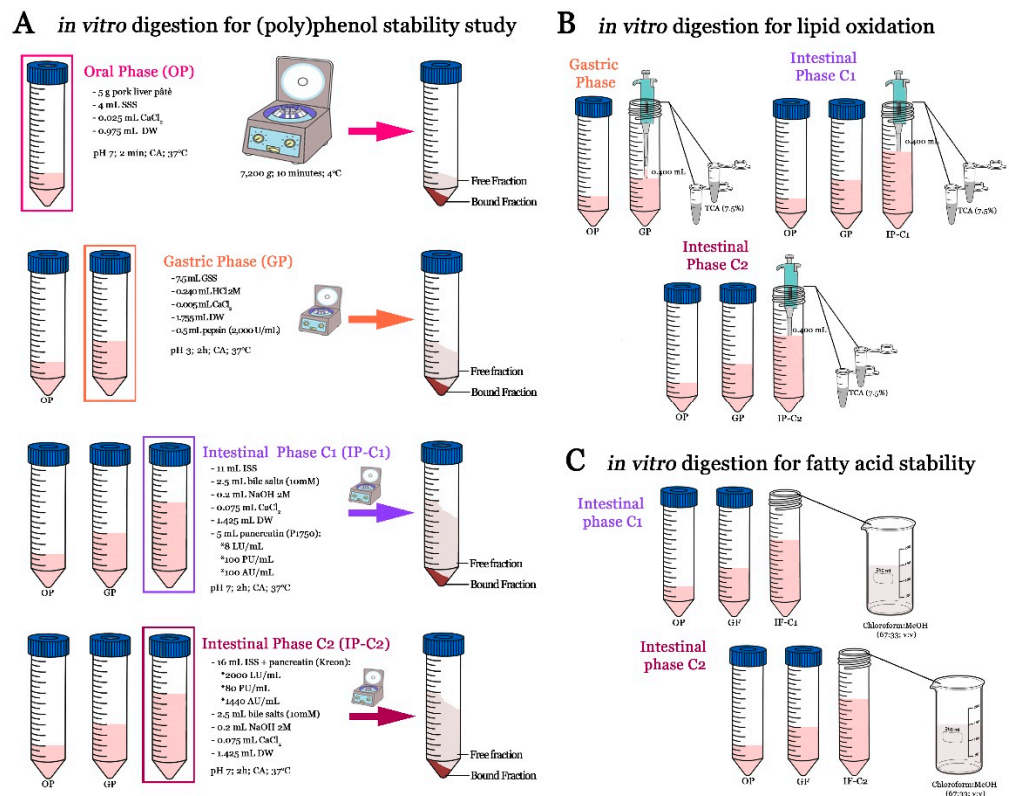 A in vitro digestion for (poly)phenol stability study
Oral Phase (OP)
- 5 g pork liver pâtè
- 4 mL SSS
- 0.025 mL CaCl₂
- 0.975 mL DW
pH 7; 2 min; CA; 37ºC
7,200 g; 10 minutes; 4ºC
Free Fraction
Bound Fraction
Gastric Phase (GP)
- 7.5 mL GSS
- 0.240 mL HCl 2M
- 0.005 mL CaCl₂
- 1.755 mL DW
- 0.5 mL pepsin (2,000 U/mL)
pH 3; 2h; CA; 37ºC
OP
Free fraction
Bound Fraction
Intestinal Phase C1 (IP-C1)
- 11 mL ISS
- 2.5 mL bile salts (10mM)
- 0.2 mL NaOH 2M
- 0.075 mL CaCl₂
- 1.425 mL DW
- 5 mL pancreatin (P1750):
*8 LU/mL
*100 PU/mL
*100 AU/mL
pH 7; 2h; CA; 37ºC
OP
GP
Free fraction
Bound Fraction
Intestinal Phase C2 (IP-C2)
- 16 mL ISS + pancreatin (Kreon):
*2000 LU/mL
*80 PU/mL
*1440 AU/mL
- 2.5 mL bile salts (10mM)
- 0.2 mL NaOH 2M
- 0.075 mL CaCl₂
- 1.425 mL DW
pH 7; 2h; CA; 37ºC
OP
GP
Free fraction
Bound Fraction
B in vitro digestion for lipid oxidation
Gastric
Phase
0.400 mL
TCA (7.5%)
OP
GP
Intestinal
Phase C1
0.400 mL
TCA (7.5%)
OP
GP
IP-C1
Intestinal
Phase C2
0.400 mL
TCA (7.5%)
OP
GP
IP-C2
C in vitro digestion for fatty acid stability
Intestinal
phase C1
OP
GF
IF-C1
Chloroform:MeOH
(67:33; v:v)
Intestinal
phase C2
OP
GF
IF-C2
Chloroform:MeOH
(67:33; v:v)